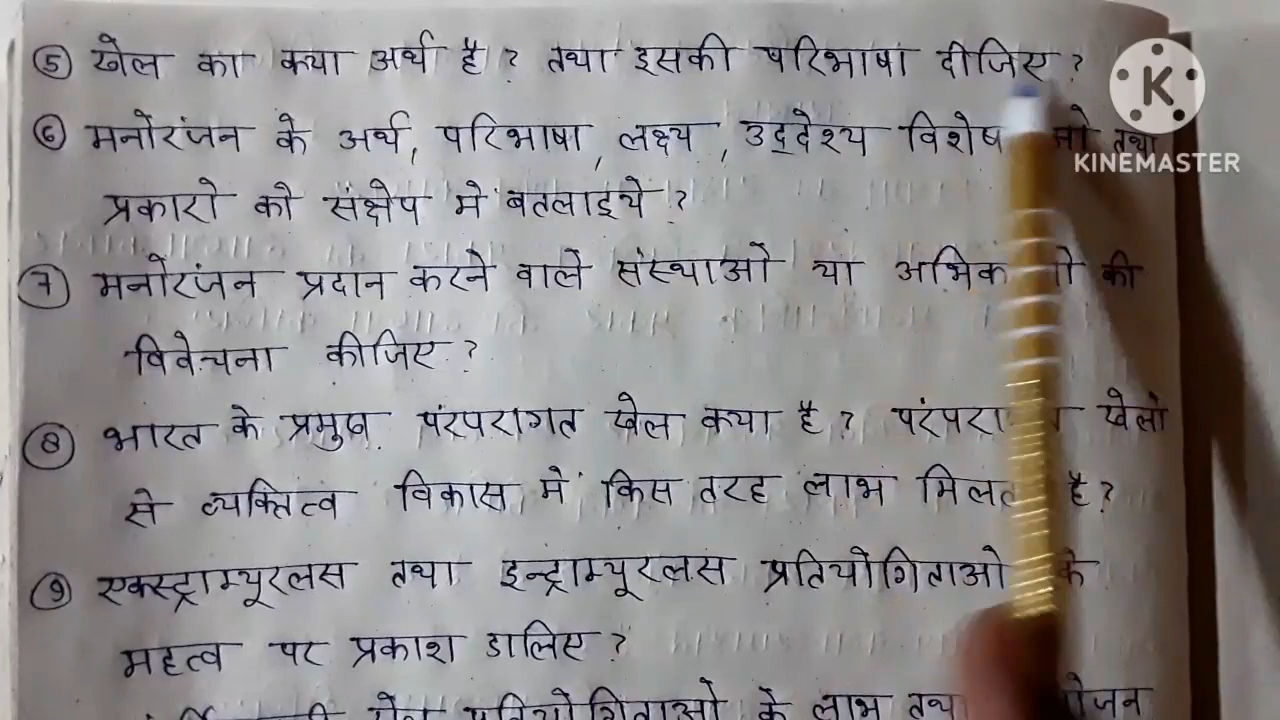 ⑤ खेल का क्या अर्थ है ? तथा इसकी परिभाषा दीजिए ?
K
⑥ मनोरंजन के अर्थ, परिभाषा, लक्ष्य, उद्देश्य तथा
KINEMASTER
प्रकारो को संक्षेप मे बतलाइये ?
⑦ मनोरंजन प्रदान करने वाले संस्थाओ या की
विवेचना कीजिए ?
⑧ भारत के प्रमुख परंपरागत खेल क्या है ? खेलो
से व्यक्तित्व विकास में किस तरह लाभ है ?
⑨ एक्स्ट्राम्यूरलस तथा इन्ट्राम्यूरलस प्रतियोगिताओ के
महत्व पर प्रकाश डालिए ?
प्रतियोगिताओ के लाभ